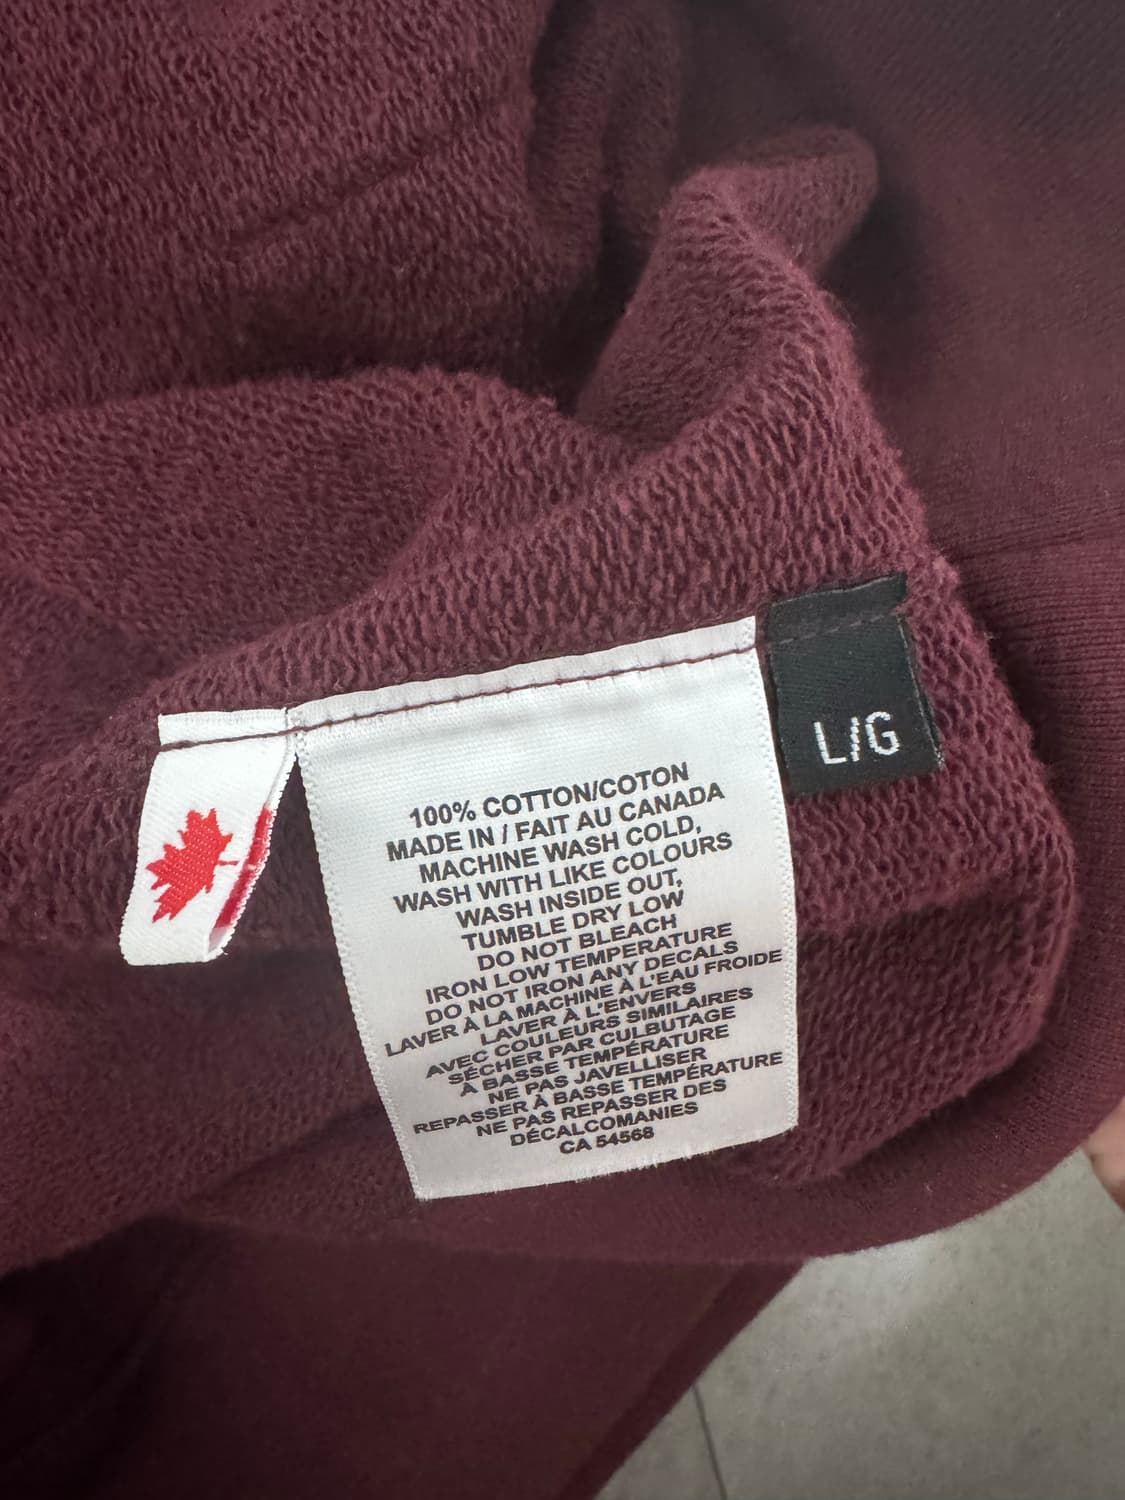 100% COTTON/COTON
MADE IN / FAIT AU CANADA
MACHINE WASH COLD,
WASH WITH LIKE COLOURS
WASH INSIDE OUT,
TUMBLE DRY LOW
DO NOT BLEACH
IRON LOW TEMPERATURE
DO NOT IRON ANY DECALS
LAVER À LA MACHINE À L'EAU FROIDE
LAVER À L'ENVERS
AVEC COULEURS SIMILAIRES
SÉCHER PAR CULBUTAGE
À BASSE TEMPÉRATURE
NE PAS JAVELLISER
REPASSER À BASSE TEMPÉRATURE
NE PAS REPASSER DES
DÉCALCOMANIES
CA 54568
L/G